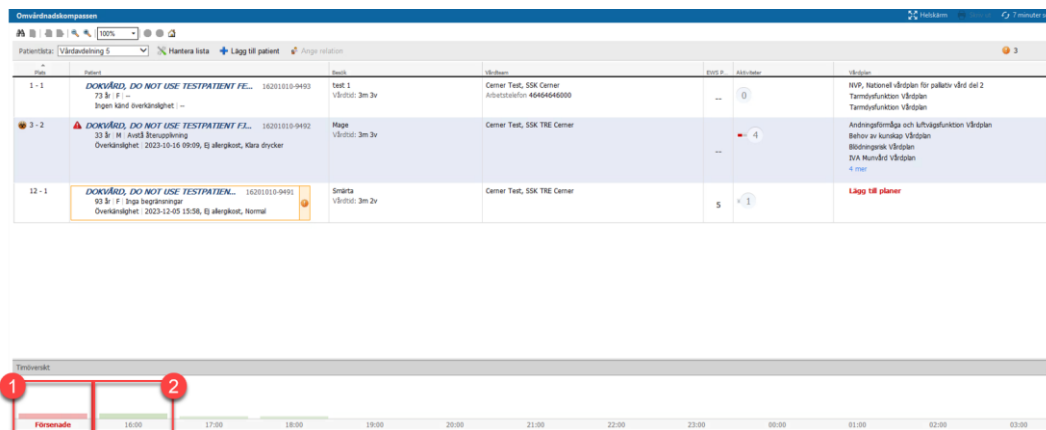 Omvårdnadskompassen
Helskärm
7 minuter s
100%
Patientlista: Vårdavdelning 5 Hantera lista Lägg till patient Ange relation 3
Plats Patient Besök Vårdteam EWS P... Aktiviteter Vårdplan
1 - 1 DOKVÅRD, DO NOT USE TESTPATIENT FE... 16201010-9493 test 1 Cerner Test, SSK DEL Cerner NVP, Nationell vårdplan för palliativ vård del 2
73 år | F | -- Vårdtid: 3m 3v Arbetstelefon 46464646000 -- 0 Tarmdysfunktion Vårdplan
Ingen känd överkänslighet | -- Tarmdysfunktion Vårdplan
3 - 2 DOKVÅRD, DO NOT USE TESTPATIENT FJ... 16201010-9492 Mage Cerner Test, SSK TRE Cerner Andningsförmåga och luftvägsfunktion Vårdplan
33 år | M | Avstå återupplivning Vårdtid: 3m 3v 4 Behov av kunskap Vårdplan
Överkänslighet | 2023-10-16 09:09, Ej allergikost, Klara drycker Blödningsrisk Vårdplan
-- IVA Munvård Vårdplan
4 mer
12 - 1 DOKVÅRD, DO NOT USE TESTPATIEN... 16201010-9491 Smärta Cerner Test, SSK TRE Cerner Lägg till planer
93 år | F | Inga begränsningar Vårdtid: 3m 2v 5 1
Överkänslighet | 2023-12-05 15:58, Ej allergikost, Normal
Timöversikt
1 2
Försenade 16:00 17:00 18:00 19:00 20:00 21:00 22:00 23:00 00:00 01:00 02:00 03:00